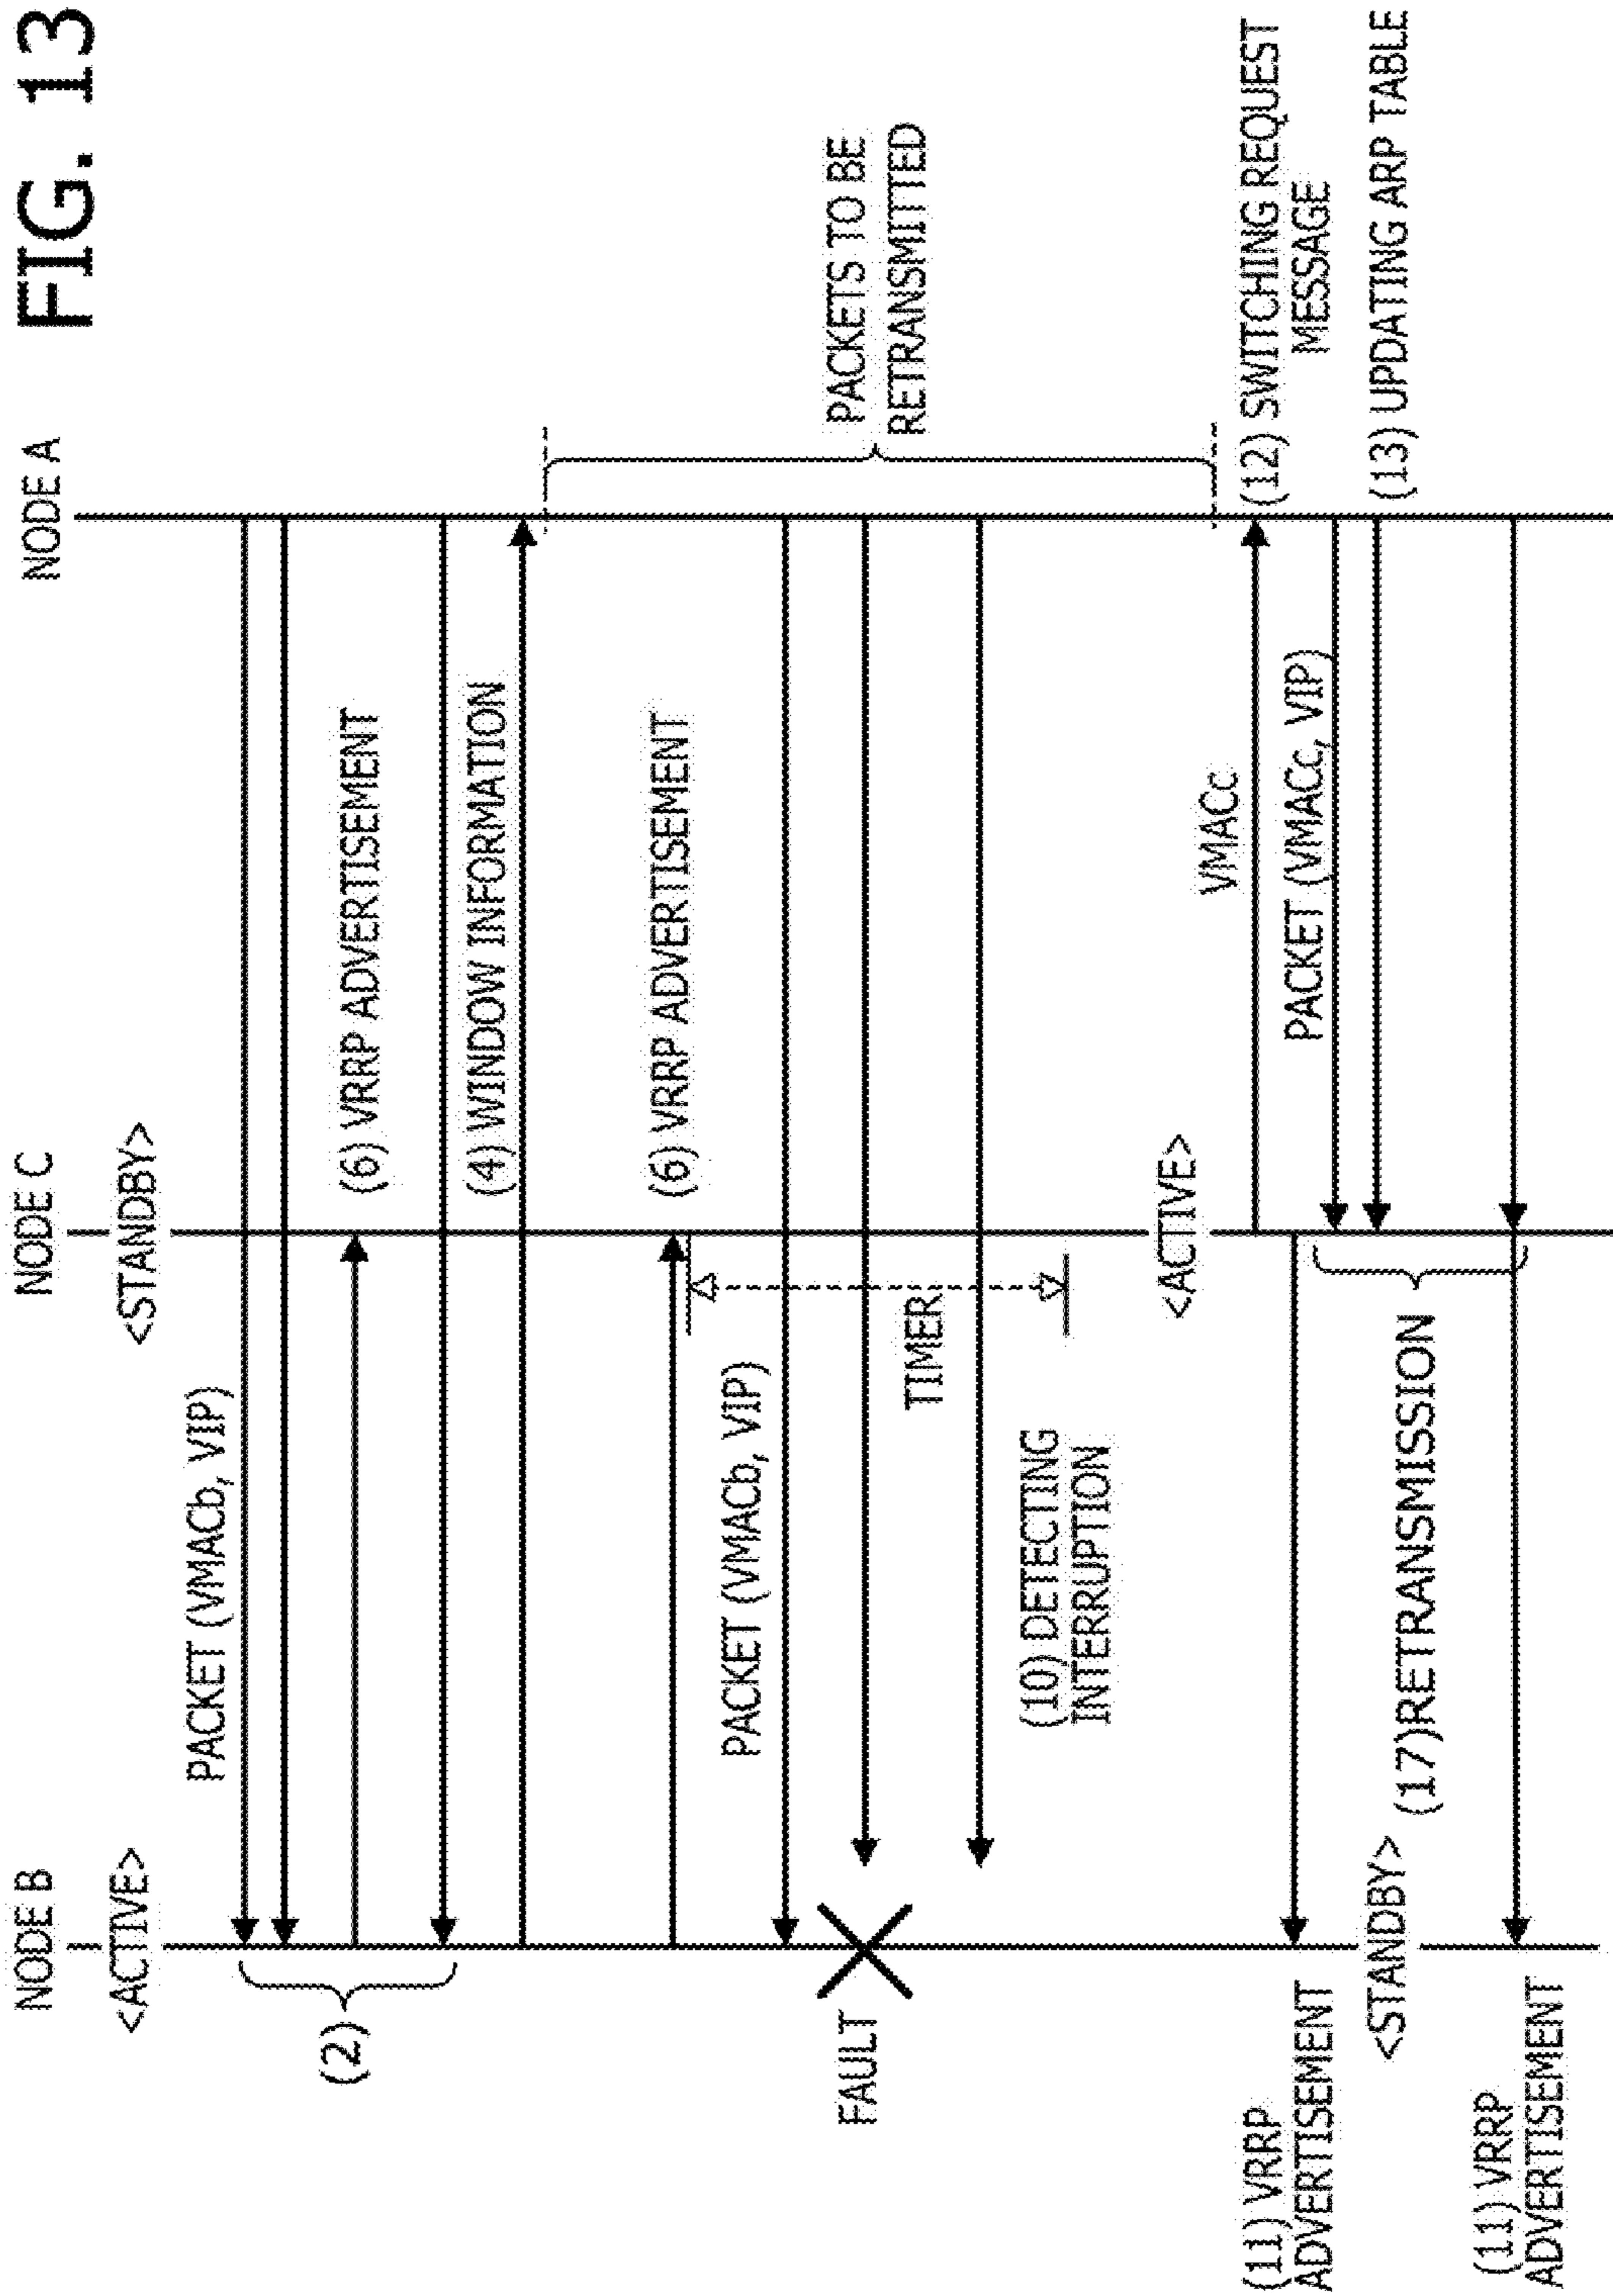 FIG. 13
NODE B
NODE C
NODE A
<ACTIVE>
<STANDBY>
PACKET (VMACb, VIP)
(2)
(6) VRRP ADVERTISEMENT
(4) WINDOW INFORMATION
(6) VRRP ADVERTISEMENT
PACKET (VMACb, VIP)
FAULT
TIMER
PACKETS TO BE
RETRANSMITTED
(10) DETECTING
INTERRUPTION
<ACTIVE>
VMACc
(12) SWITCHING REQUEST
MESSAGE
(11) VRRP
ADVERTISEMENT
PACKET (VMACc, VIP)
(13) UPDATING ARP TABLE
<STANDBY>
(17)RETRANSMISSION
(11) VRRP
ADVERTISEMENT